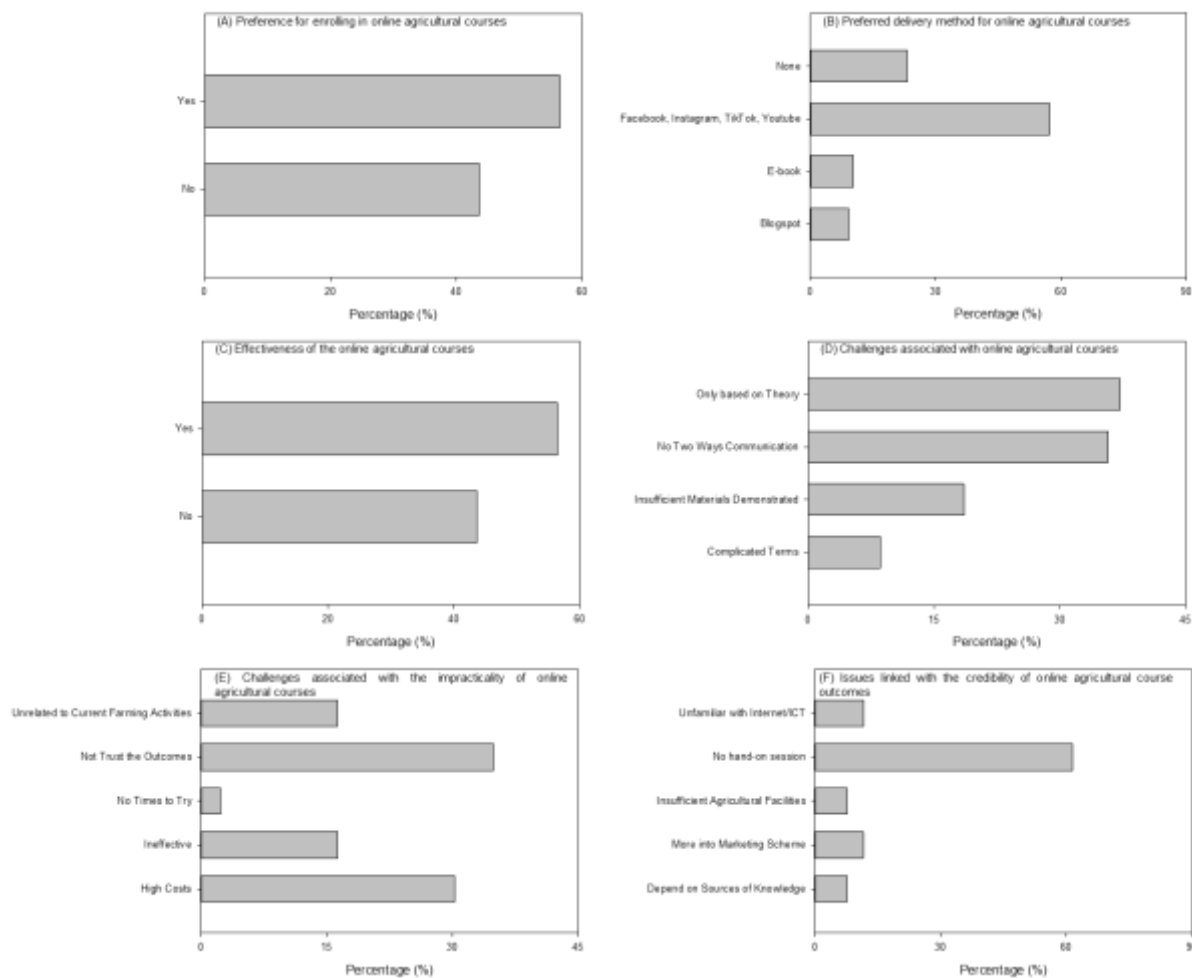 (A) Preference for enrolling in online agricultural courses
Yes
No
0 20 40 60
Percentage (%)
(B) Preferred delivery method for online agricultural courses
None
Facebook, Instagram, TikTok, Youtube
E-book
Blogspot
0 30 60 90
Percentage (%)
(C) Effectiveness of the online agricultural courses
Yes
No
0 20 40 60
Percentage (%)
(D) Challenges associated with online agricultural courses
Only based on Theory
No Two Ways Communication
Insufficient Materials Demonstrated
Complicated Terms
0 15 30 45
Percentage (%)
(E) Challenges associated with the impracticality of online
agricultural courses
Unrelated to Current Farming Activities
Not Trust the Outcomes
No Times to Try
Ineffective
High Costs
0 15 30 45
Percentage (%)
(F) Issues linked with the credibility of online agricultural course
outcomes
Unfamiliar with Internet/ICT
No hand-on session
Insufficient Agricultural Facilities
More into Marketing Scheme
Depend on Sources of Knowledge
0 30 60 90
Percentage (%)